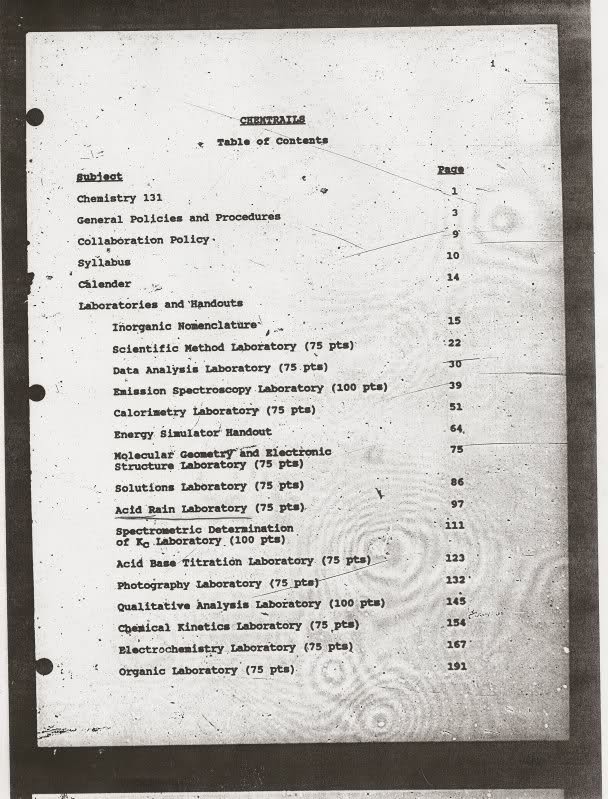 i
CHEMTRAILS
Table of Contents
Subject Page
Chemistry 131 1
General Policies and Procedures 3
Collaboration Policy 9
Syllabus 10
Calender 14
Laboratories and Handouts
Inorganic Nomenclature 15
Scientific Method Laboratory (75 pts) 22
Data Analysis Laboratory (75 pts) 30
Emission Spectroscopy Laboratory (100 pts) 39
Calorimetry Laboratory (75 pts) 51
Energy Simulator Handout 64
Molecular Geometry and Electronic 75
Structure Laboratory (75 pts)
Solutions Laboratory (75 pts) 86
Acid Rain Laboratory (75 pts) 97
Spectrometric Determination 111
of KC Laboratory (100 pts)
Acid Base Titration Laboratory (75 pts) 123
Photography Laboratory (75 pts) 132
Qualitative Analysis Laboratory (100 pts) 145
Chemical Kinetics Laboratory (75 pts) 154
Electrochemistry Laboratory (75 pts) 167
Organic Laboratory (75 pts) 191